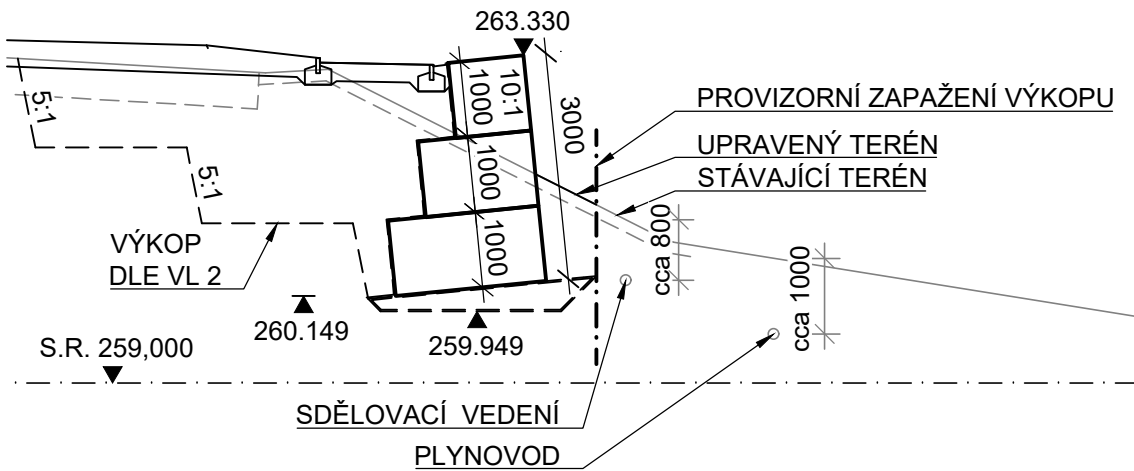 263.330
5:1
5:1
1000
10:1
3000
1000
1000
PROVIZORNÍ ZAPAŽENÍ VÝKOPU
UPRAVENÝ TERÉN
STÁVAJÍCÍ TERÉN
VÝKOP
DLE VL 2
cca 800
cca 1000
260.149
259.949
S.R. 259,000
SDĚLOVACÍ VEDENÍ
PLYNOVOD